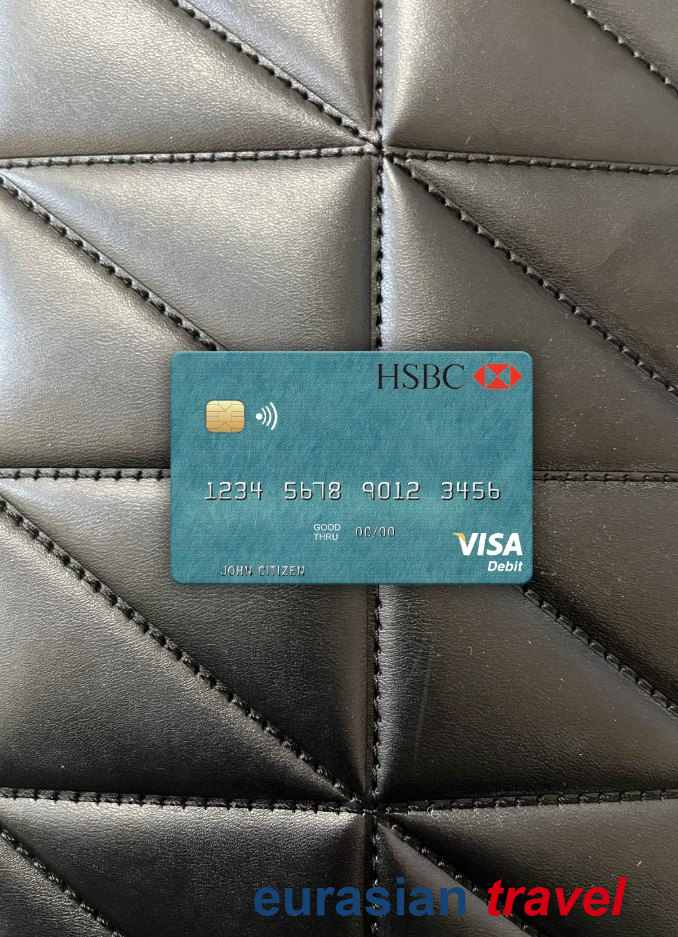 HSBC
1234 5678 9012 3456
GOOD
THRU
00/00
VISA
Debit
JOHN CITIZEN
eurasian travel